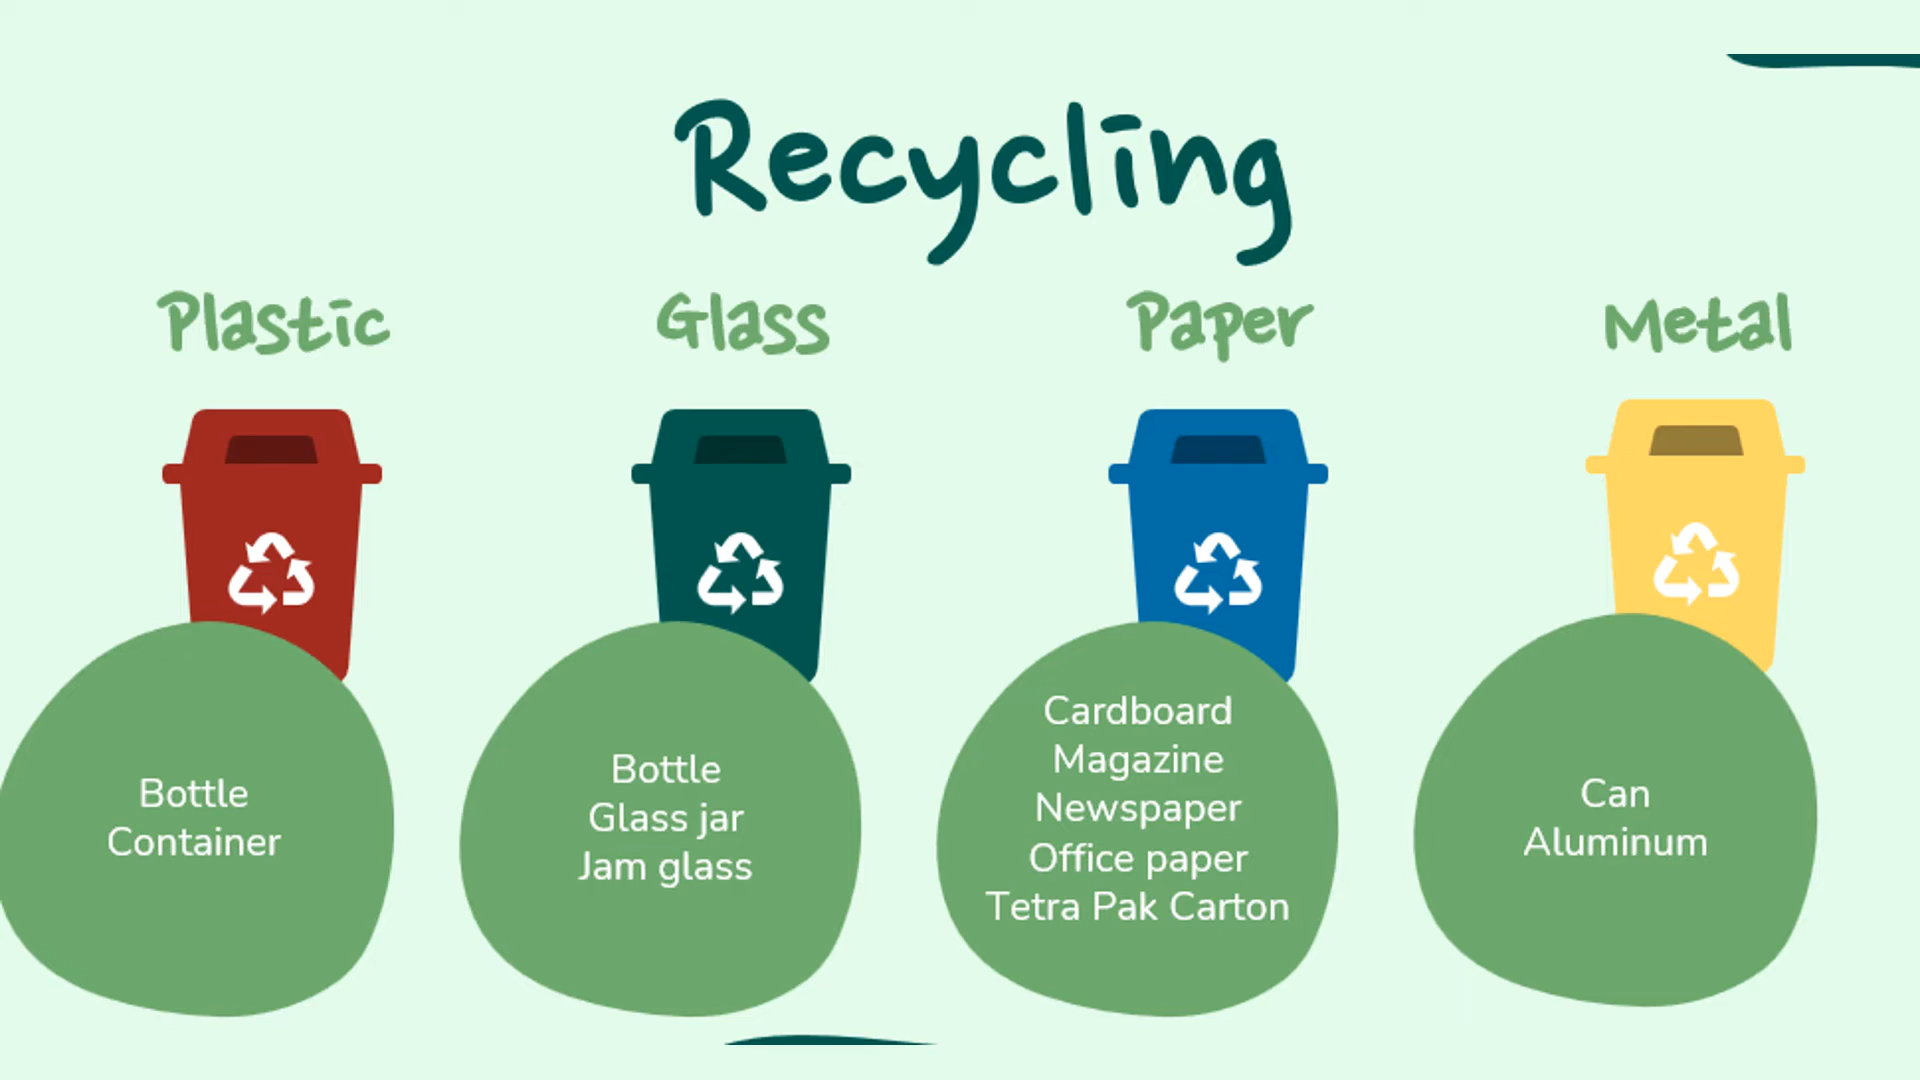 Recycling
Plastic
Glass
Paper
Metal
Bottle
Container
Bottle
Glass jar
Jam glass
Cardboard
Magazine
Newspaper
Office paper
Tetra Pak Carton
Can
Aluminum